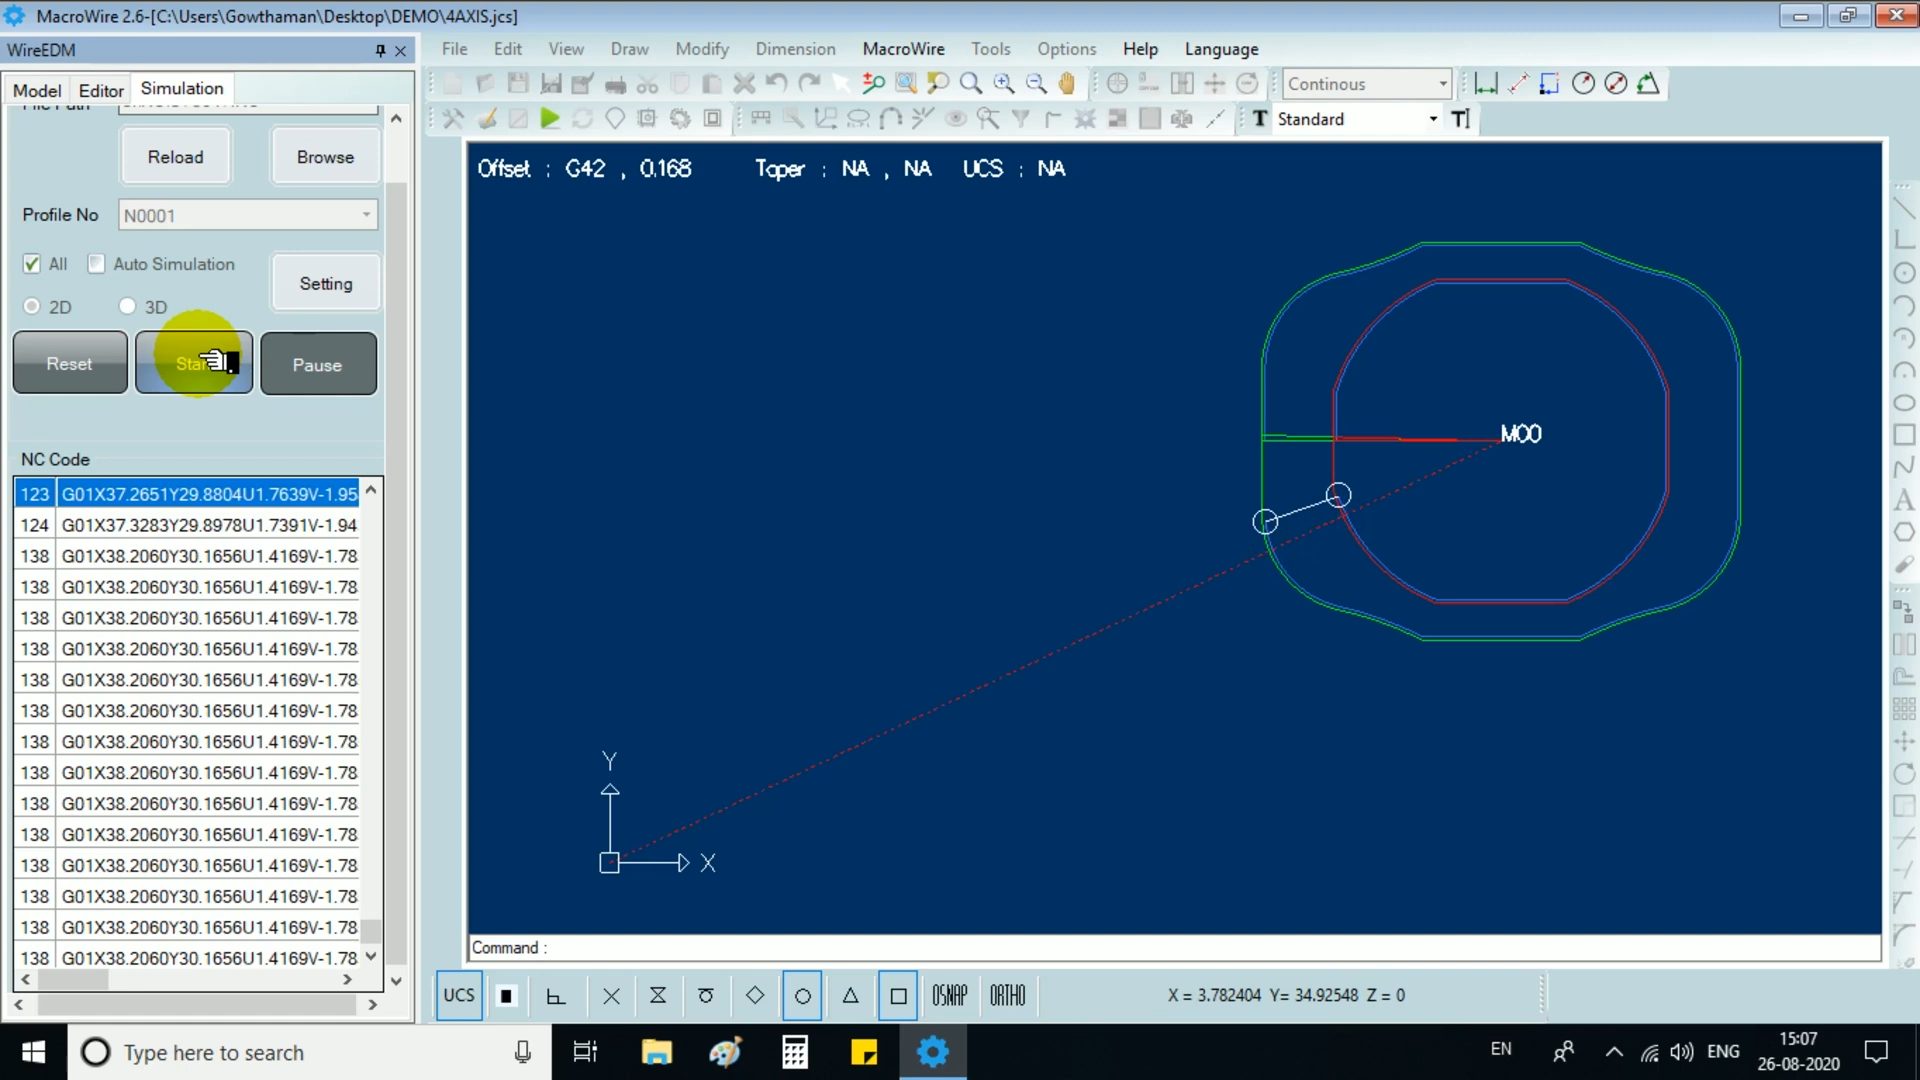 MacroWire 2.6-[C:\Users\Gowthaman\Desktop\DEMO\4AXIS.jcs]
WireEDM
File Edit View Draw Modify Dimension MacroWire Tools Options Help Language
Model Editor Simulation
Continous
Standard
Reload Browse
Profile No N0001
All Auto Simulation Setting
2D 3D
Reset Pause
NC Code
123 G01X37.2651Y29.8804U1.7639V-1.95
124 G01X37.3283Y29.8978U1.7391V-1.94
138 G01X38.2060Y30.1656U1.4169V-1.78
138 G01X38.2060Y30.1656U1.4169V-1.78
138 G01X38.2060Y30.1656U1.4169V-1.78
138 G01X38.2060Y30.1656U1.4169V-1.78
138 G01X38.2060Y30.1656U1.4169V-1.78
138 G01X38.2060Y30.1656U1.4169V-1.78
138 G01X38.2060Y30.1656U1.4169V-1.78
138 G01X38.2060Y30.1656U1.4169V-1.78
138 G01X38.2060Y30.1656U1.4169V-1.78
138 G01X38.2060Y30.1656U1.4169V-1.78
138 G01X38.2060Y30.1656U1.4169V-1.78
138 G01X38.2060Y30.1656U1.4169V-1.78
138 G01X38.2060Y30.1656U1.4169V-1.78
138 G01X38.2060Y30.1656U1.4169V-1.78
Offset : G42 , 0.168 Taper : NA , NA UCS : NA
M00
Y
X
Command :
UCS OSNAP ORTHO X = 3.782404 Y= 34.92548 Z = 0
Type here to search
EN
ENG
15:07
26-08-2020